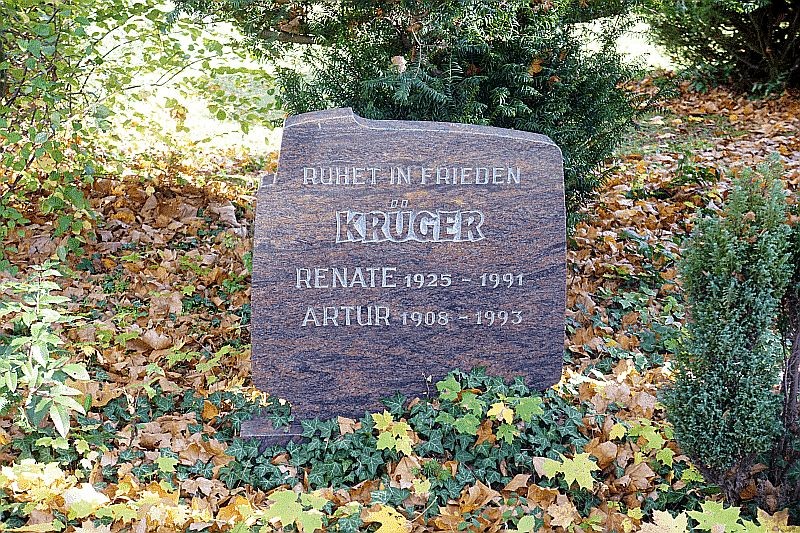 RUHET IN FRIEDEN
KRÜGER
RENATE 1925 - 1991
ARTUR 1908 - 1993